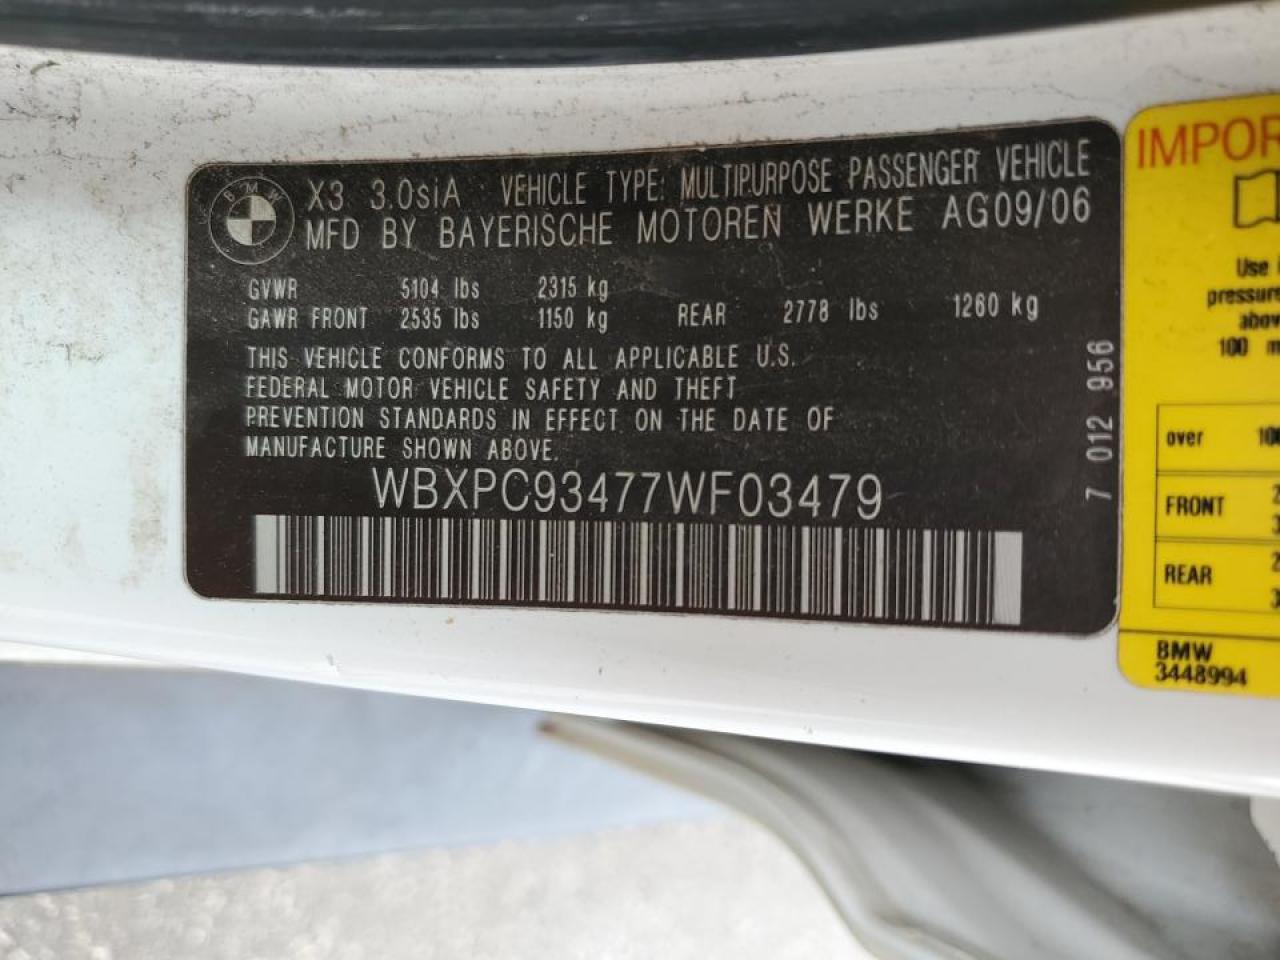 BMW
X3 3.0siA VEHICLE TYPE: MULTIPURPOSE PASSENGER VEHICLE
MFD BY BAYERISCHE MOTOREN WERKE AG09/06
GVWR 5104 lbs 2315 kg
GAWR FRONT 2535 lbs 1150 kg REAR 2778 lbs 1260 kg
THIS VEHICLE CONFORMS TO ALL APPLICABLE U.S.
FEDERAL MOTOR VEHICLE SAFETY AND THEFT
PREVENTION STANDARDS IN EFFECT ON THE DATE OF
MANUFACTURE SHOWN ABOVE.
WBXPC93477WF03479
7 012 956
IMPOR
Use
pressure
above
100 m
over 100
FRONT
REAR
BMW
3448994